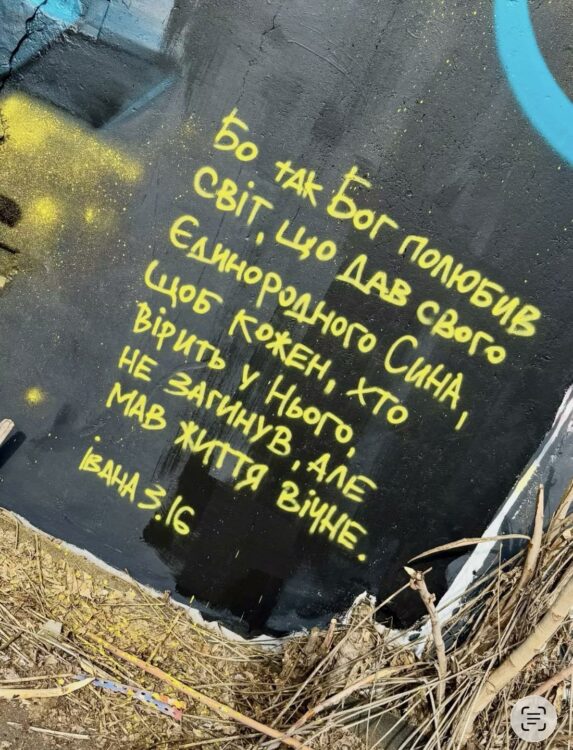 Бо так Бог полюбив
світ, що дав свого
Єдинородного Сина,
щоб кожен, хто
вірить у Нього,
не загинув, але
мав життя вічне.
Івана 3.16